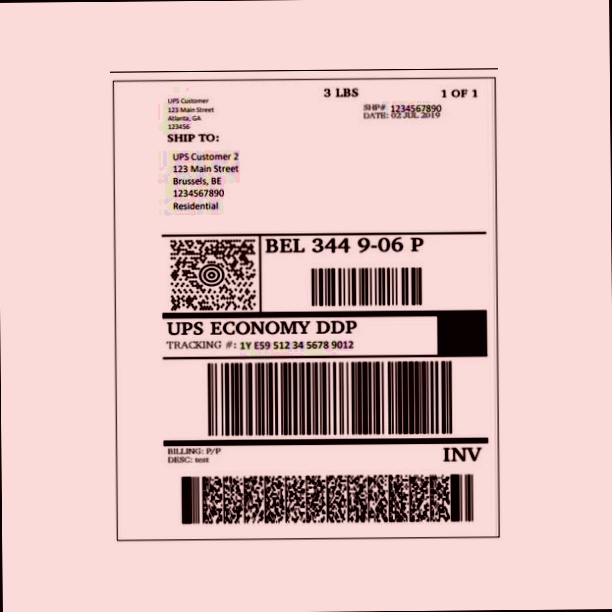 3 LBS
1 OF 1
UPS Customer
123 Main Street
Atlanta, GA
123456
SHP# 1234567890
DATE: 02 JUL 2019
SHIP TO:
UPS Customer 2
123 Main Street
Brussels, BE
1234567890
Residential
BEL 344 9-06 P
UPS ECONOMY DDP
TRACKING #: 1Y E59 512 34 5678 9012
BILLING: P/P
DESC: test
INV